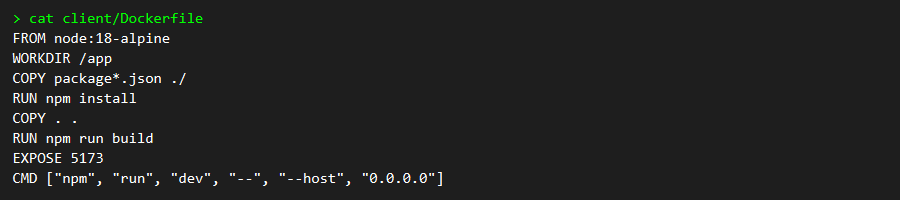 > cat client/Dockerfile
FROM node:18-alpine
WORKDIR /app
COPY package*.json ./
RUN npm install
COPY . .
RUN npm run build
EXPOSE 5173
CMD ["npm", "run", "dev", "--", "--host", "0.0.0.0"]